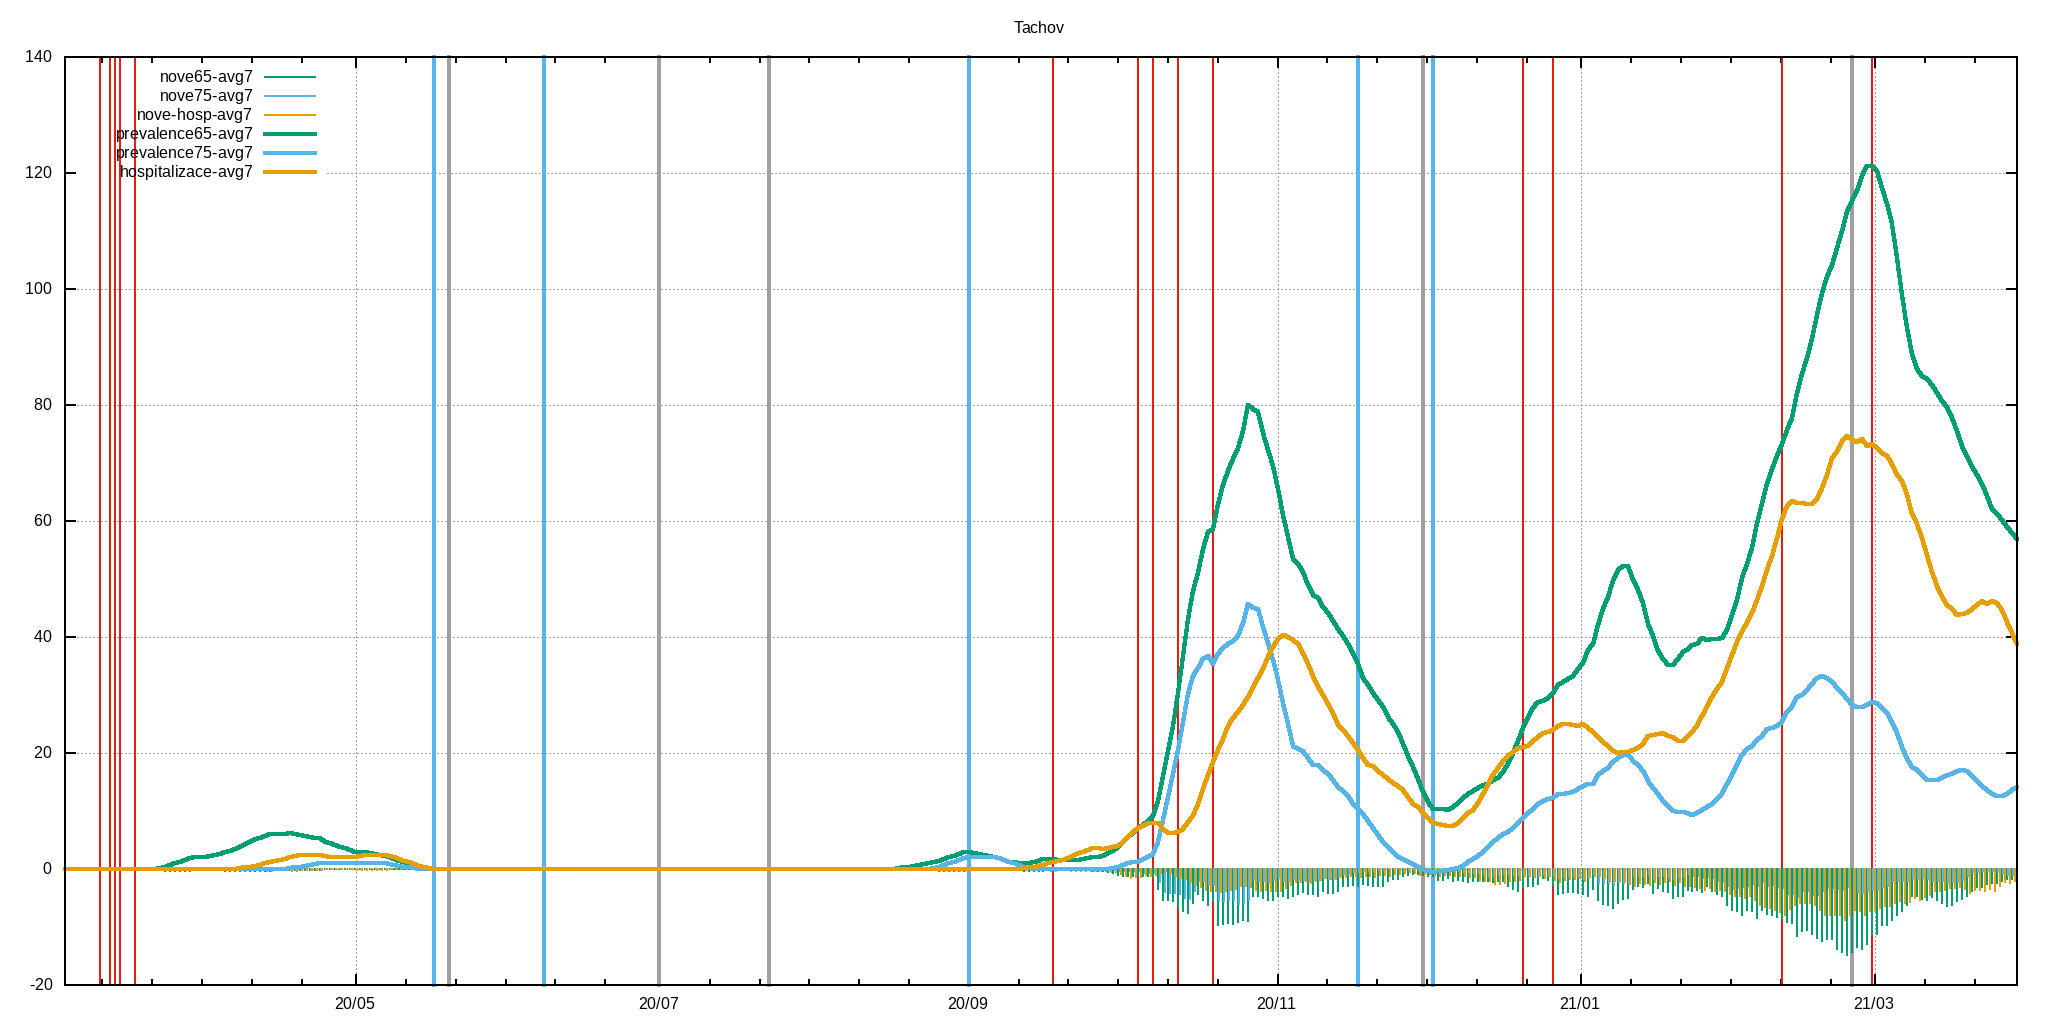 Tachov
140
nove65-avg7
nove75-avg7
nove-hosp-avg7
prevalence65-avg7
prevalence75-avg7
hospitalizace-avg7
120
100
80
60
40
20
0
-20
20/05
20/07
20/09
20/11
21/01
21/03